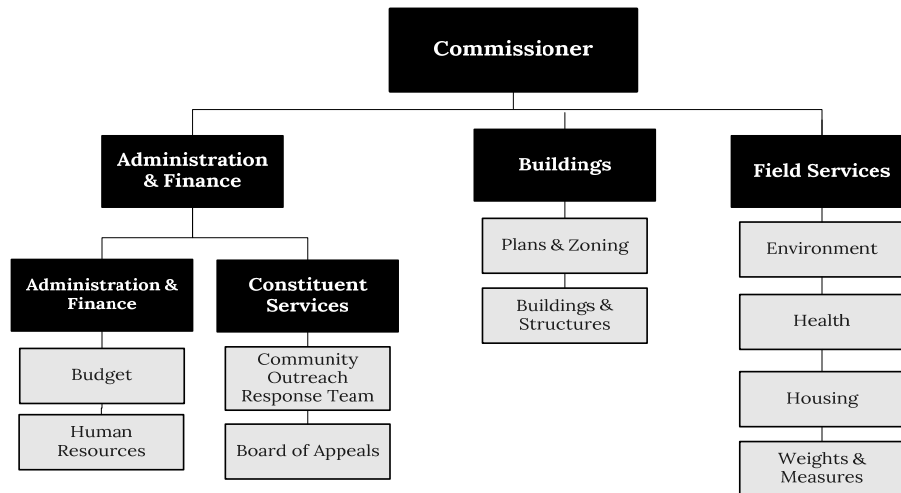 Commissioner
Administration
& Finance
Buildings
Field Services
Administration &
Finance
Constituent
Services
Plans & Zoning
Buildings &
Structures
Environment
Health
Housing
Weights &
Measures
Budget
Human
Resources
Community
Outreach
Response Team
Board of Appeals